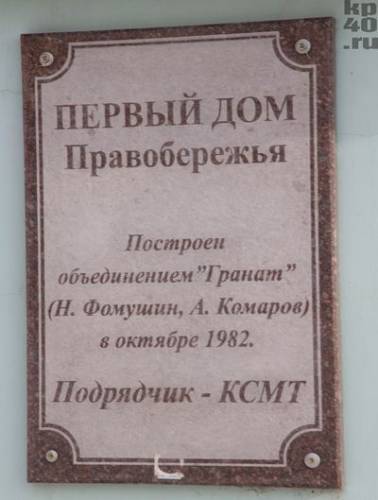 kp
40
.ru
ПЕРВЫЙ ДОМ
Правобережья
Построен
объединением "Гранат"
(Н. Фомушин, А. Комаров)
в октябре 1982.
Подрядчик - КСМТ